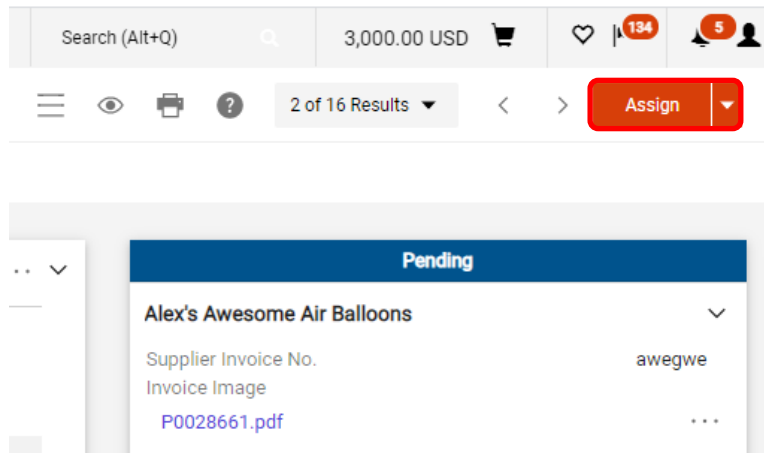 Search (Alt+Q) 3,000.00 USD 134 5
? 2 of 16 Results Assign
Pending
Alex's Awesome Air Balloons
Supplier Invoice No. awegwe
Invoice Image
P0028661.pdf